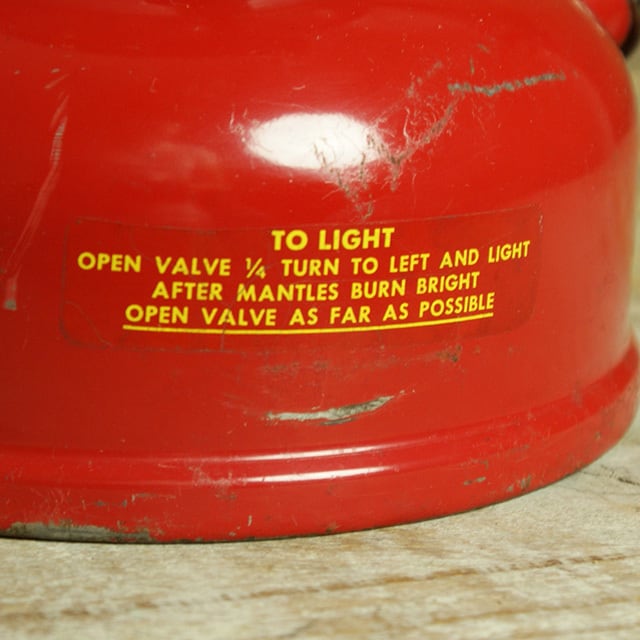 TO LIGHT
OPEN VALVE ¼ TURN TO LEFT AND LIGHT
AFTER MANTLES BURN BRIGHT
OPEN VALVE AS FAR AS POSSIBLE